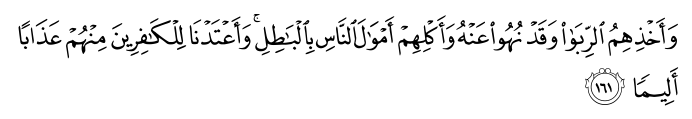 وَأَخْذِهِمُ ٱلرِّبَوٰا۟ وَقَدْ نُهُوا۟ عَنْهُ وَأَكْلِهِمْ أَمْوَٰلَ ٱلنَّاسِ بِٱلْبَٰطِلِ ۚ وَأَعْتَدْنَا لِلْكَٰفِرِينَ مِنْهُمْ عَذَابًا
أَلِيمًا ١٦١